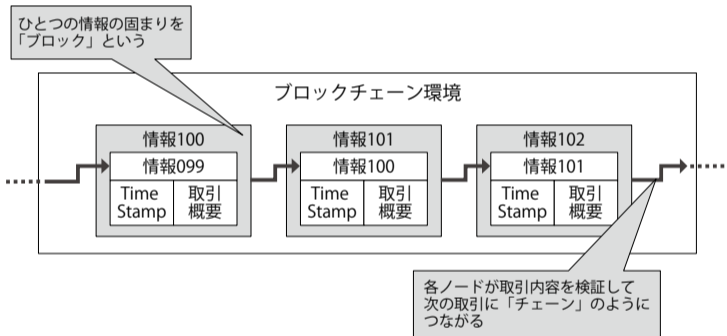 ひとつの情報の固まりを
「ブロック」という
ブロックチェーン環境
情報100
情報099
Time
Stamp
取引
概要
情報101
情報100
Time
Stamp
取引
概要
情報102
情報101
Time
Stamp
取引
概要
各ノードが取引内容を検証して
次の取引に「チェーン」のように
つながる